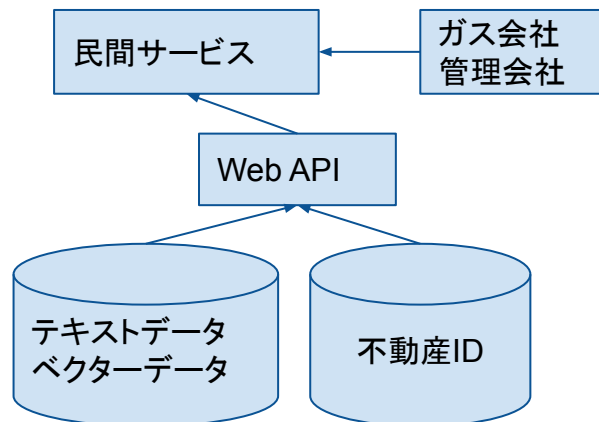 民間サービス
ガス会社
管理会社
Web API
テキストデータ
ベクターデータ
不動産ID